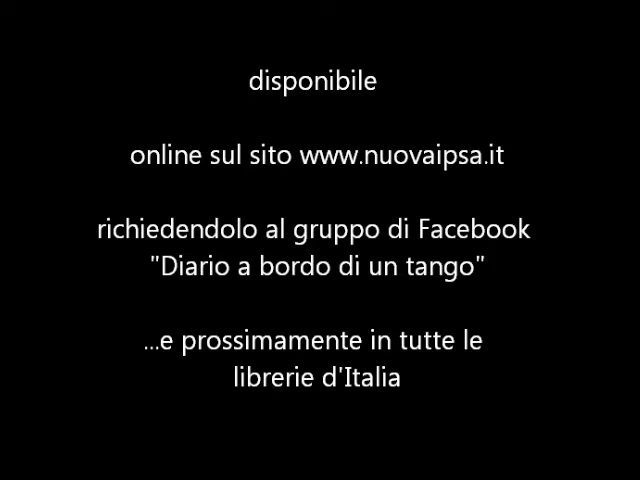 disponibile
online sul sito www.nuovaipsa.it
richiedendolo al gruppo di Facebook
"Diario a bordo di un tango"
...e prossimamente in tutte le
librerie d'Italia